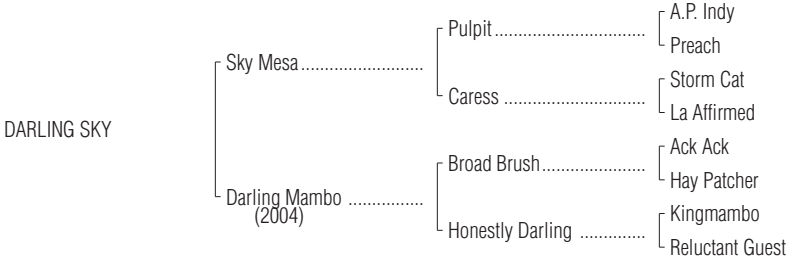 A.P. Indy
Pulpit..............................
Preach
Sky Mesa..........................
Storm Cat
Caress ..............................
La Affirmed
DARLING SKY
Ack Ack
Broad Brush......................
Hay Patcher
Darling Mambo ................
(2004)
Kingmambo
Honestly Darling ..............
Reluctant Guest